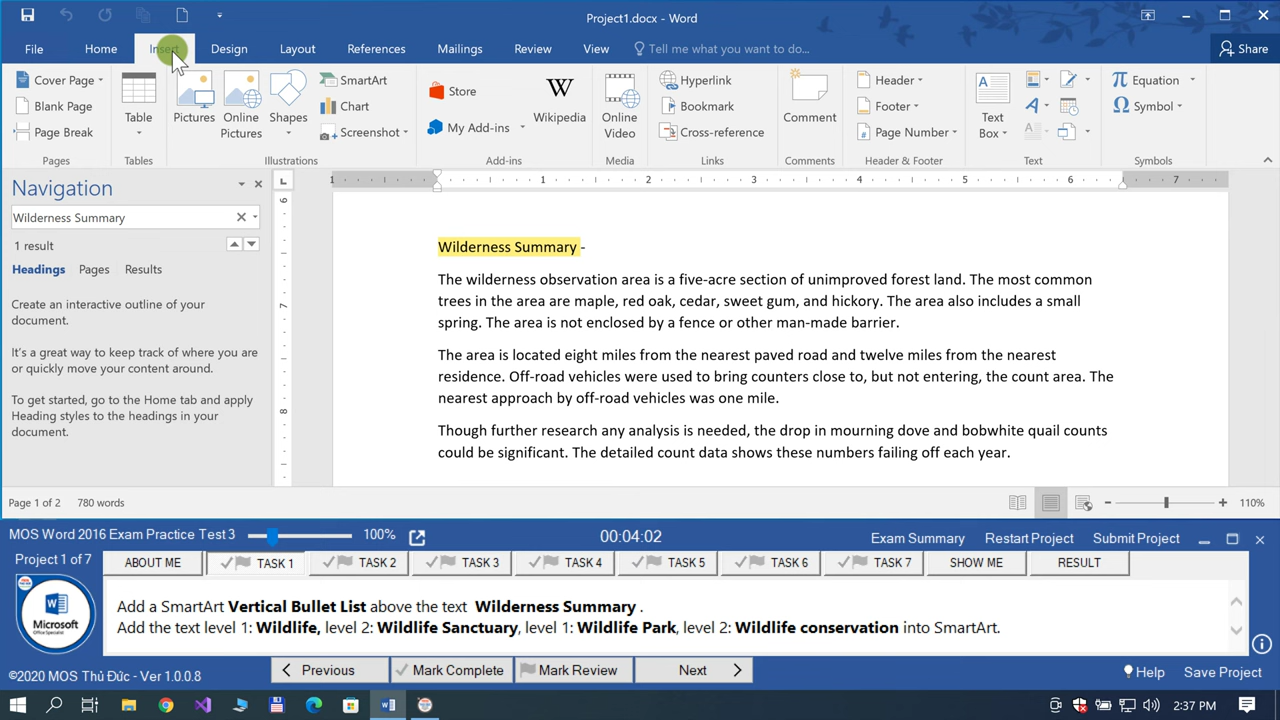 Project1.docx - Word
File Home Insert Design Layout References Mailings Review View Tell me what you want to do... Share
Cover Page
Blank Page
Page Break
Pages
Table
Tables
Pictures
Online Pictures
Shapes
SmartArt
Chart
Screenshot
Illustrations
Store
My Add-ins
Wikipedia
Add-ins
Online Video
Media
Hyperlink
Bookmark
Cross-reference
Links
Comment
Comments
Header
Footer
Page Number
Header & Footer
Text Box
Text
Equation
Symbol
Symbols
Navigation
Wilderness Summary
1 result
Headings Pages Results
Create an interactive outline of your
document.
It's a great way to keep track of where you are
or quickly move your content around.
To get started, go to the Home tab and apply
Heading styles to the headings in your
document.
1 1 2 3 4 5 6 7
6
7
8
Wilderness Summary -
The wilderness observation area is a five-acre section of unimproved forest land. The most common
trees in the area are maple, red oak, cedar, sweet gum, and hickory. The area also includes a small
spring. The area is not enclosed by a fence or other man-made barrier.
The area is located eight miles from the nearest paved road and twelve miles from the nearest
residence. Off-road vehicles were used to bring counters close to, but not entering, the count area. The
nearest approach by off-road vehicles was one mile.
Though further research any analysis is needed, the drop in mourning dove and bobwhite quail counts
could be significant. The detailed count data shows these numbers failing off each year.
Page 1 of 2 780 words 110%
MOS Word 2016 Exam Practice Test 3 100% 00:04:02 Exam Summary Restart Project Submit Project
Project 1 of 7 ABOUT ME TASK 1 TASK 2 TASK 3 TASK 4 TASK 5 TASK 6 TASK 7 SHOW ME RESULT
Microsoft
Office Specialist
Add a SmartArt Vertical Bullet List above the text Wilderness Summary .
Add the text level 1: Wildlife, level 2: Wildlife Sanctuary, level 1: Wildlife Park, level 2: Wildlife conservation into SmartArt.
©2020 MOS Thủ Đức - Ver 1.0.0.8 Previous Mark Complete Mark Review Next Help Save Project
2:37 PM